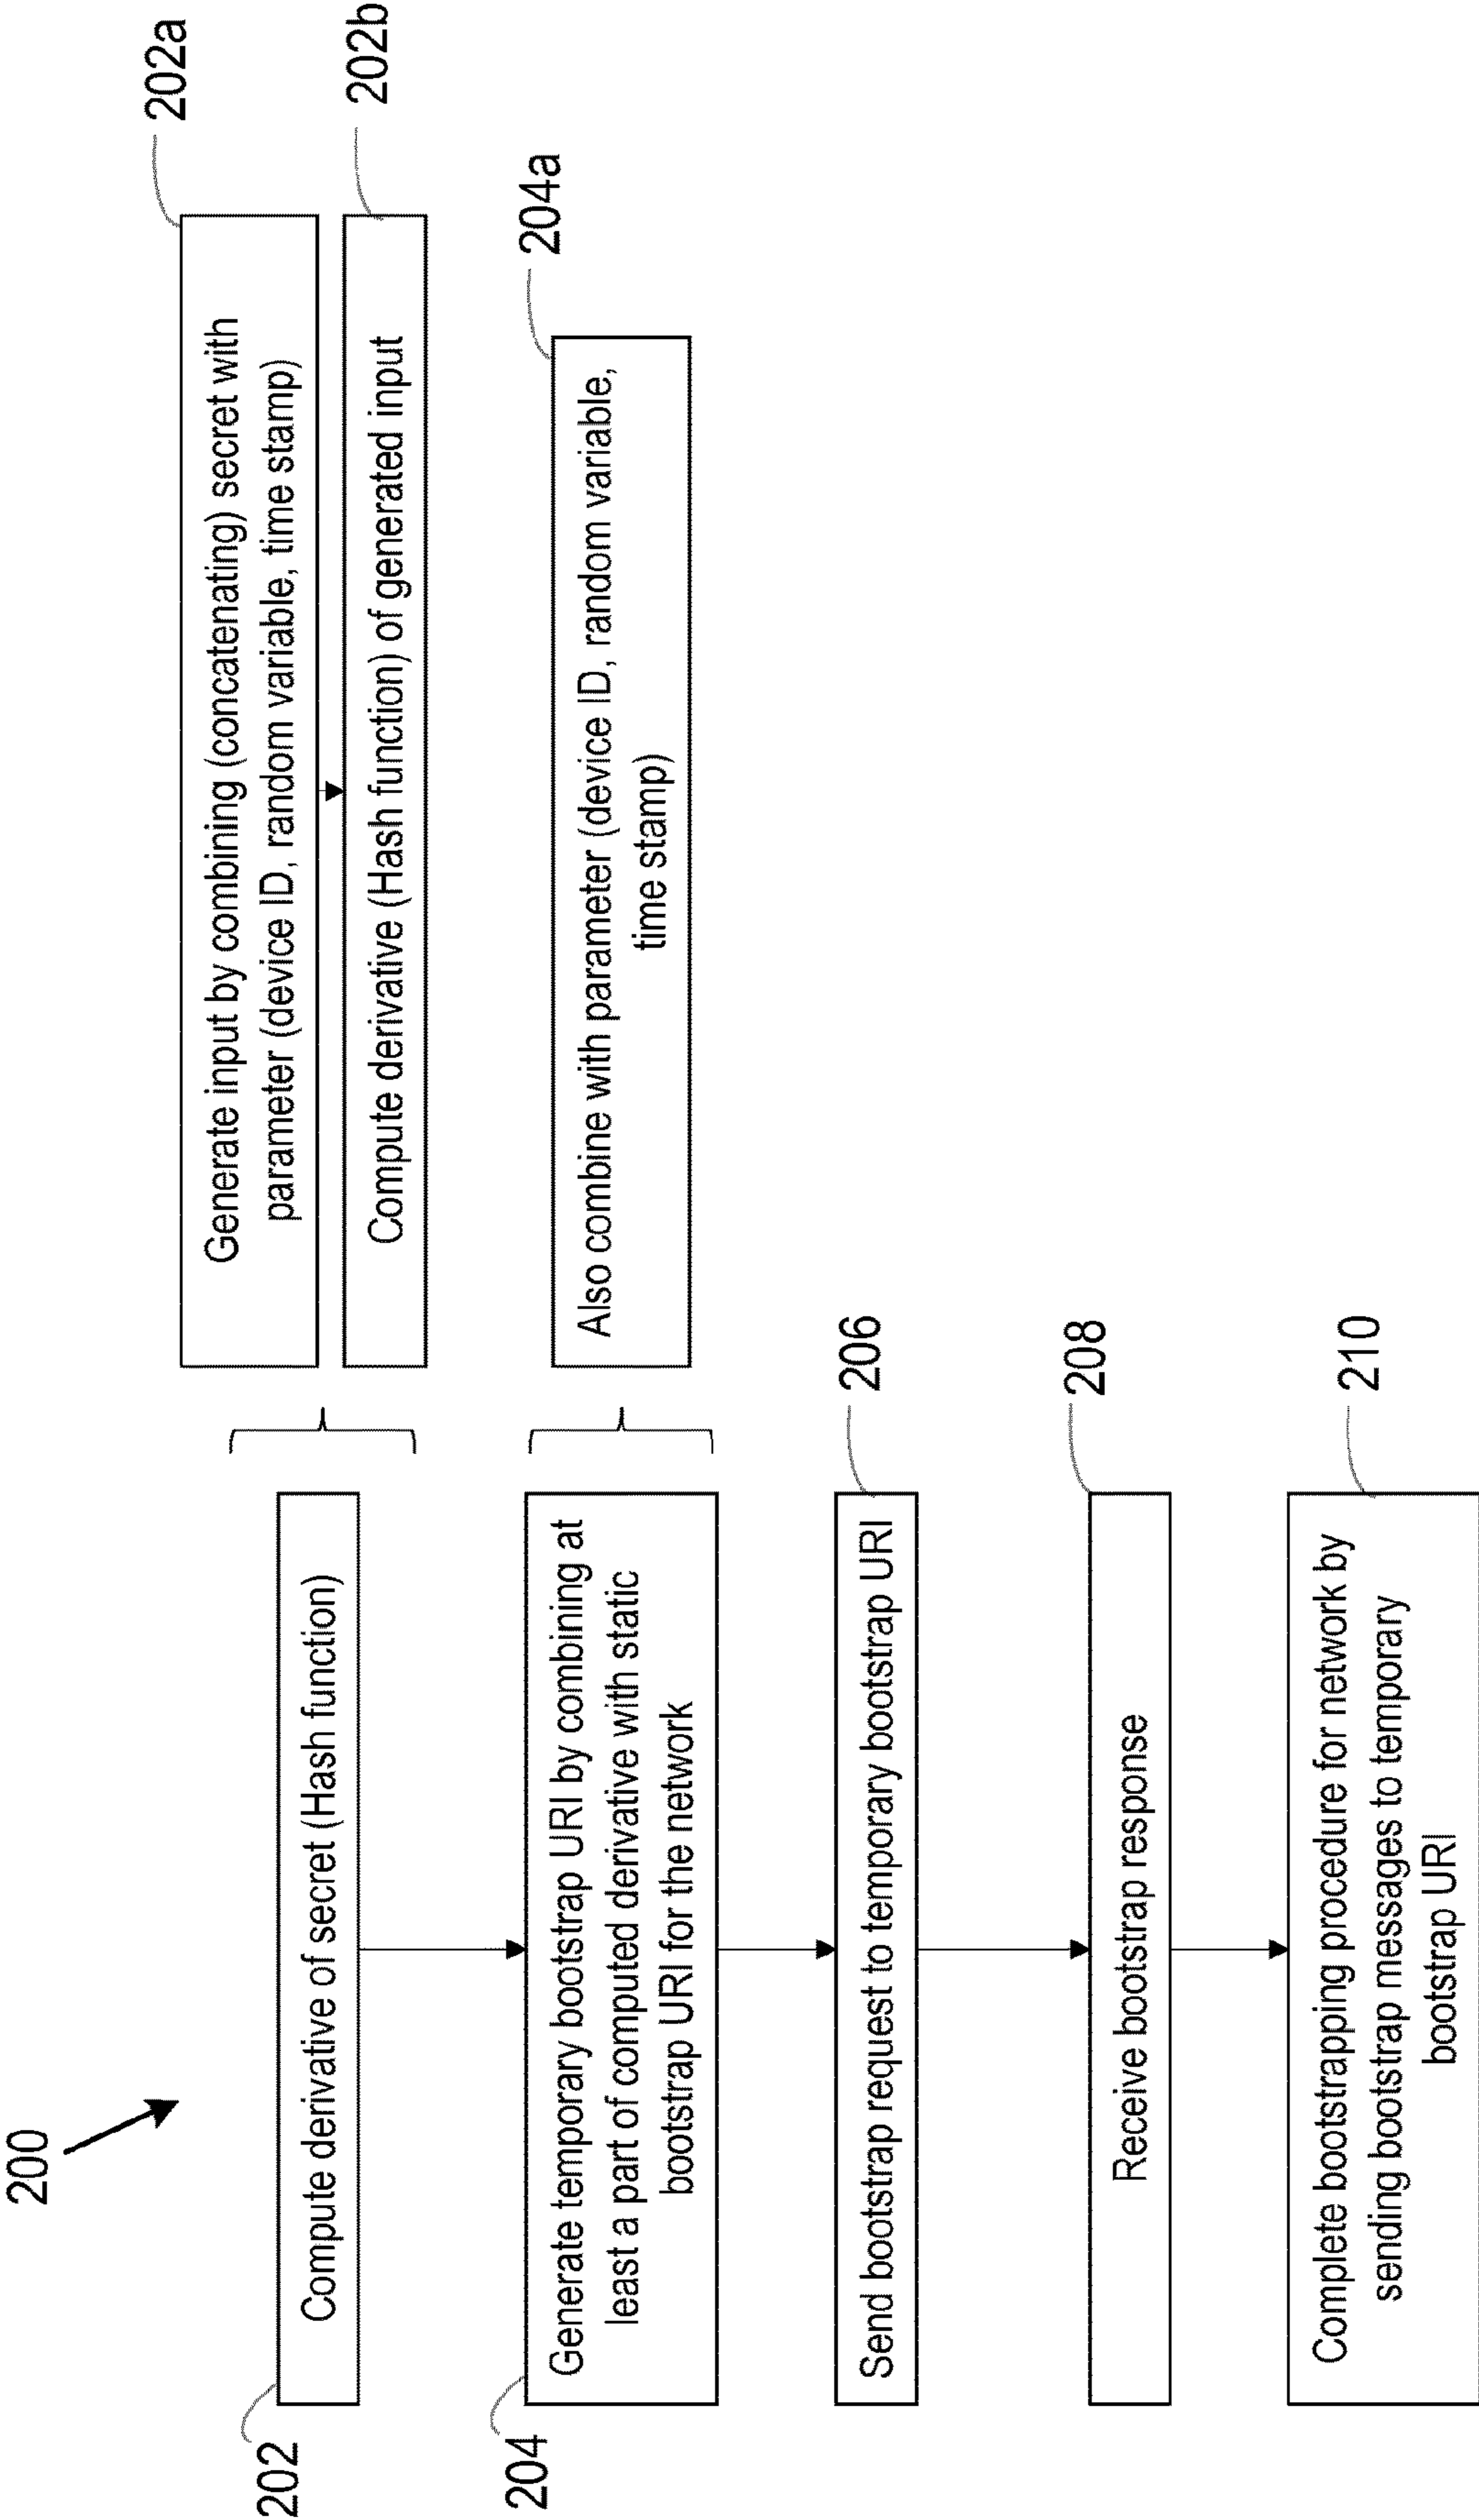 200
202
Compute derivative of secret (Hash function)
202a
Generate input by combining (concatenating) secret with
parameter (device ID, random variable, time stamp)
202b
Compute derivative (Hash function) of generated input
204
Generate temporary bootstrap URI by combining at
least a part of computed derivative with static
bootstrap URI for the network
204a
Also combine with parameter (device ID, random variable,
time stamp)
206
Send bootstrap request to temporary bootstrap URI
208
Receive bootstrap response
210
Complete bootstrapping procedure for network by
sending bootstrap messages to temporary
bootstrap URI